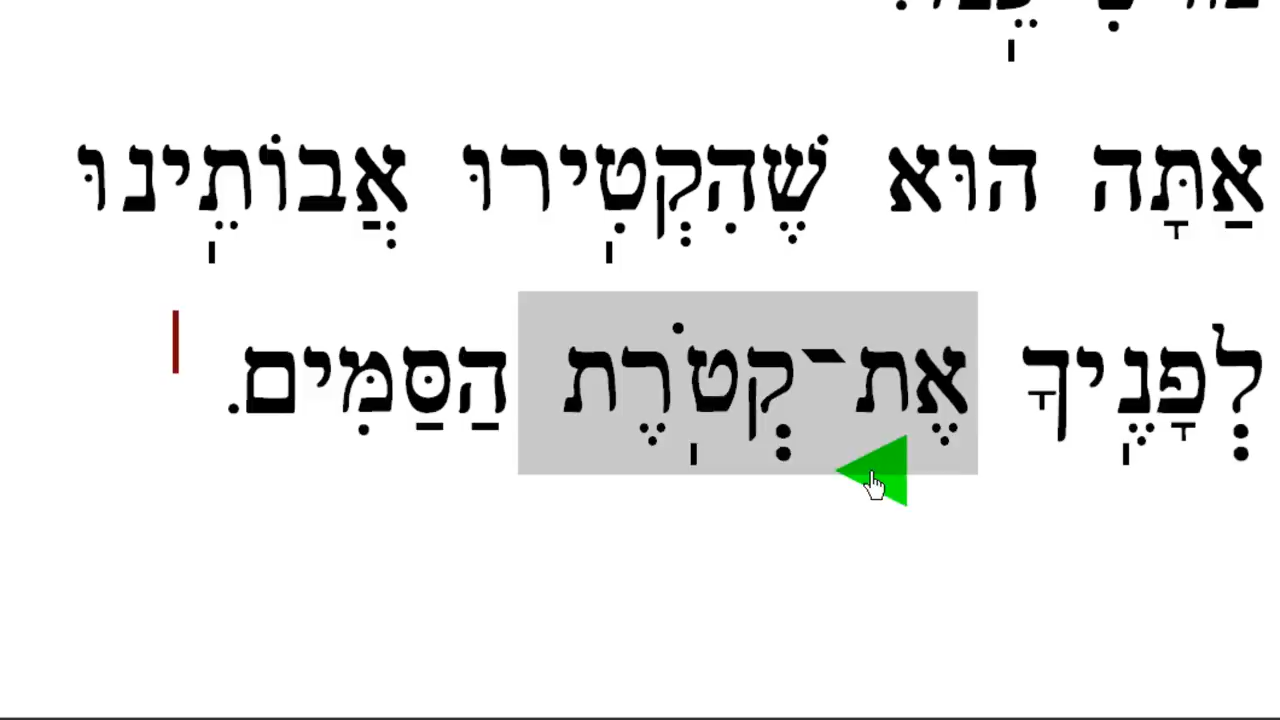 אַתָּה הוּא שֶׁהִקְטִֽירוּ אֲבוֹתֵֽינוּ
לְפָנֶֽיךָ אֶת־קְטֹֽרֶת הַסַּמִּים.